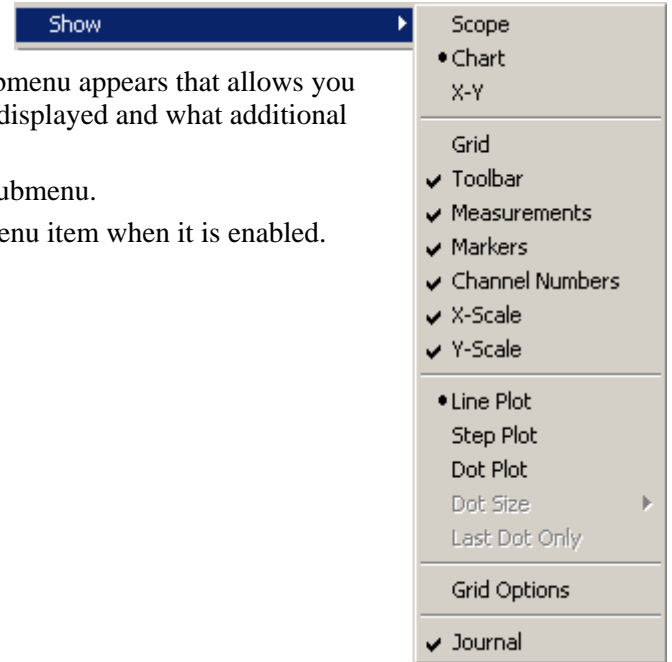 Show
bmenu appears that allows you
displayed and what additional
ubmenu.
enu item when it is enabled.
Scope
Chart
X-Y
Grid
Toolbar
Measurements
Markers
Channel Numbers
X-Scale
Y-Scale
Line Plot
Step Plot
Dot Plot
Dot Size
Last Dot Only
Grid Options
Journal